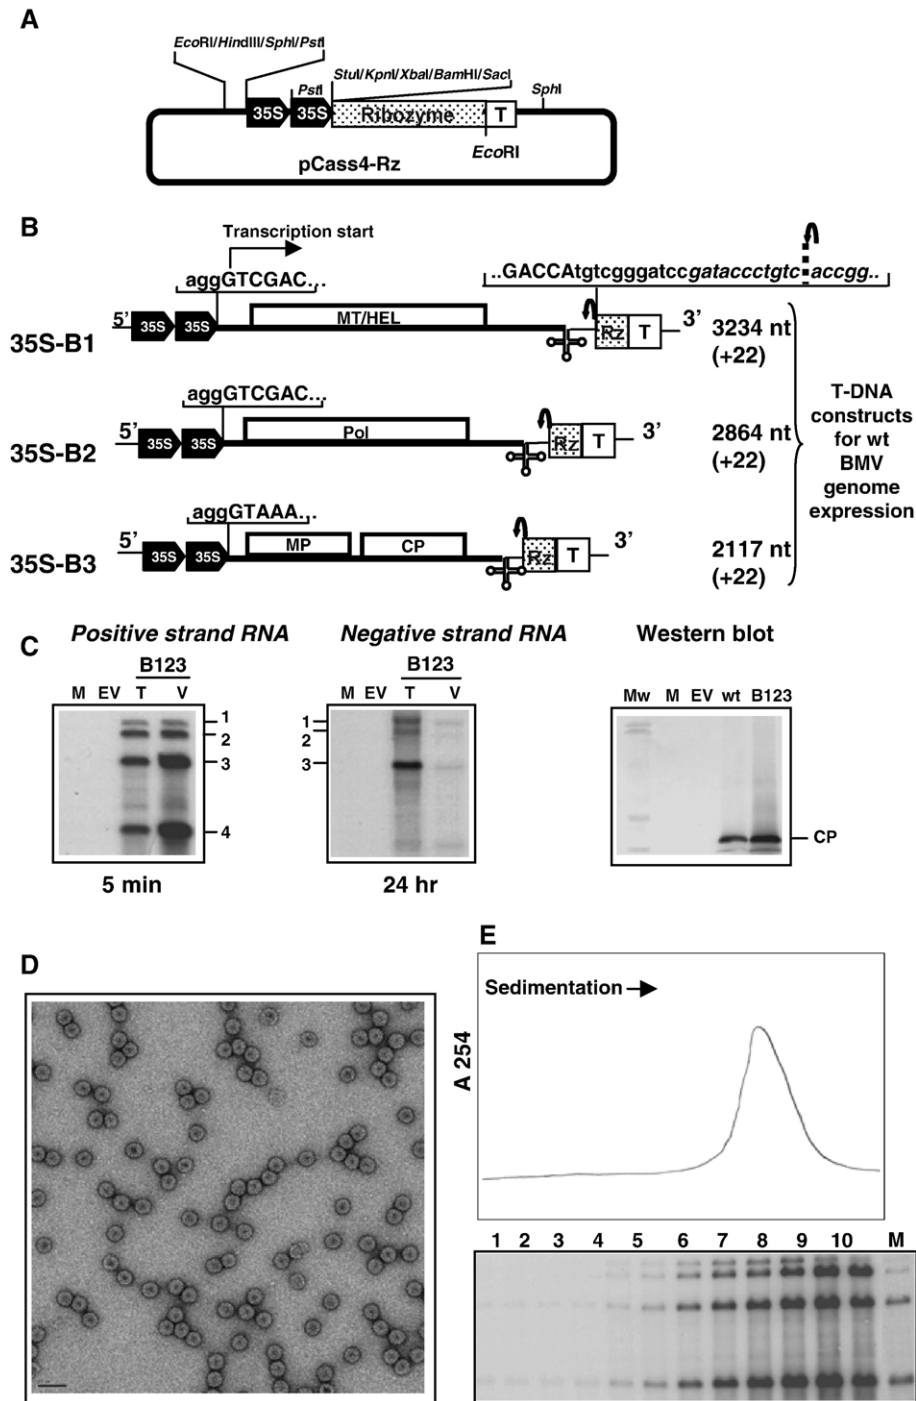 A
EcoRI/HindIII/SphI/PstI
StuI/KpnI/XbaI/BamHI/SacI
PstI
SphI
35S 35S Ribozyme T
EcoRI
pCass4-Rz
B
Transcription start
aggGTCGAC... ..GACCAtgtcgggatccgataccctgtc accgg..
5' 35S 35S MT/HEL Rz T 3'
35S-B1
3234 nt
(+22)
aggGTCGAC...
5' 35S 35S Pol Rz T 3'
35S-B2
2864 nt
(+22)
aggGTAAA...
5' 35S 35S MP CP Rz T 3'
35S-B3
2117 nt
(+22)
T-DNA
constructs
for wt
BMV
genome
expression
C
Positive strand RNA
B123
M EV T V
1
2
3
4
5 min
Negative strand RNA
B123
M EV T V
1
2
3
24 hr
Western blot
Mw M EV wt B123
CP
D
E
Sedimentation
A 254
1 2 3 4 5 6 7 8 9 10 M